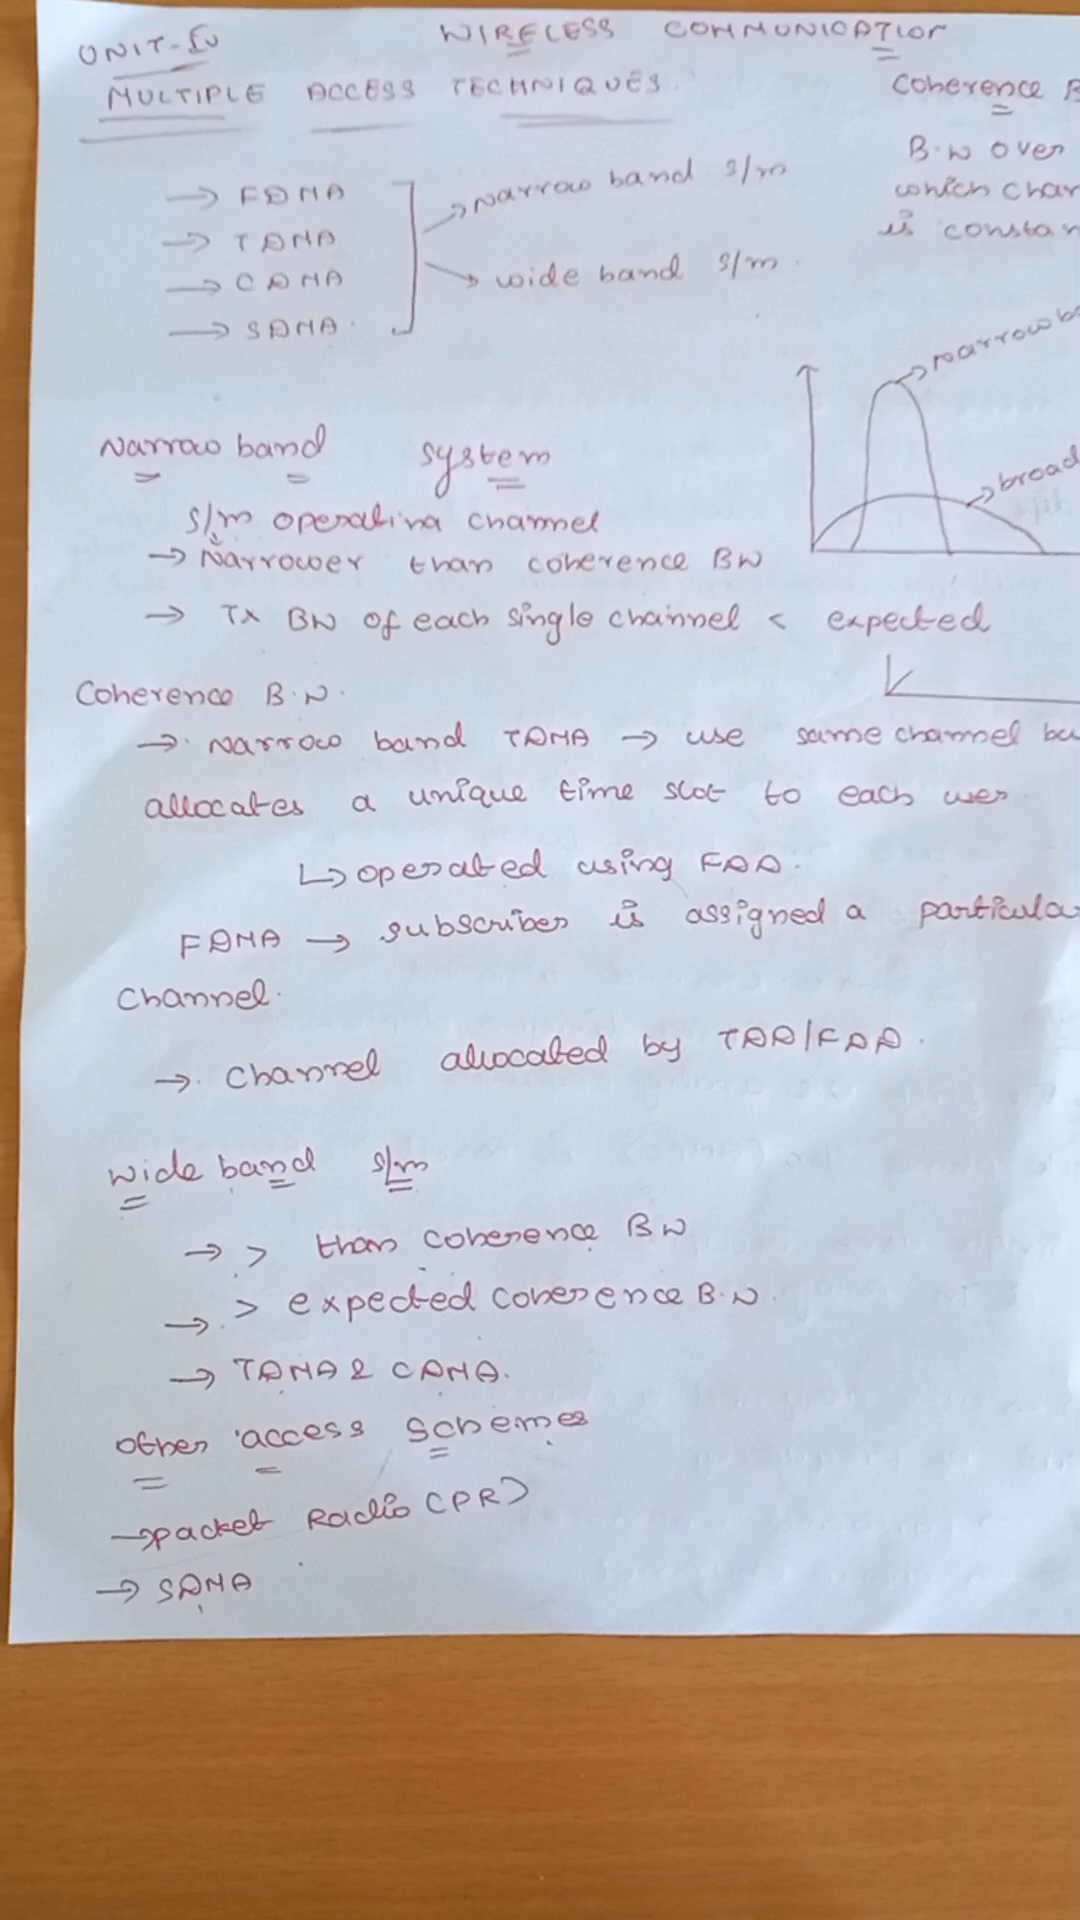 UNIT-IV WIRELESS COMMUNICATION
MULTIPLE ACCESS TECHNIQUES.
Coherence B
B.W over
which chan
is constan
→ FDMA
→ TDMA
→ CDMA
→ SDMA.
→ Narrow band s/m
→ wide band s/m.
→ narrow b
→ broad
Narrow band system
s/m operating channel
→ Narrower than coherence BW
→ Tx BW of each single channel < expected
Coherence B.W.
→ Narrow band TDMA → use same channel bu
allocates a unique time slot to each user.
↳ operated using FDD.
FDMA → subscriber is assigned a particula
channel.
→ channel allocated by TDD/FDD.
wide band s/m
→ > than coherence BW
→ > expected coherence B.W.
→ TDMA & CDMA.
other access schemes
→ packet Radio (PR)
→ SDMA